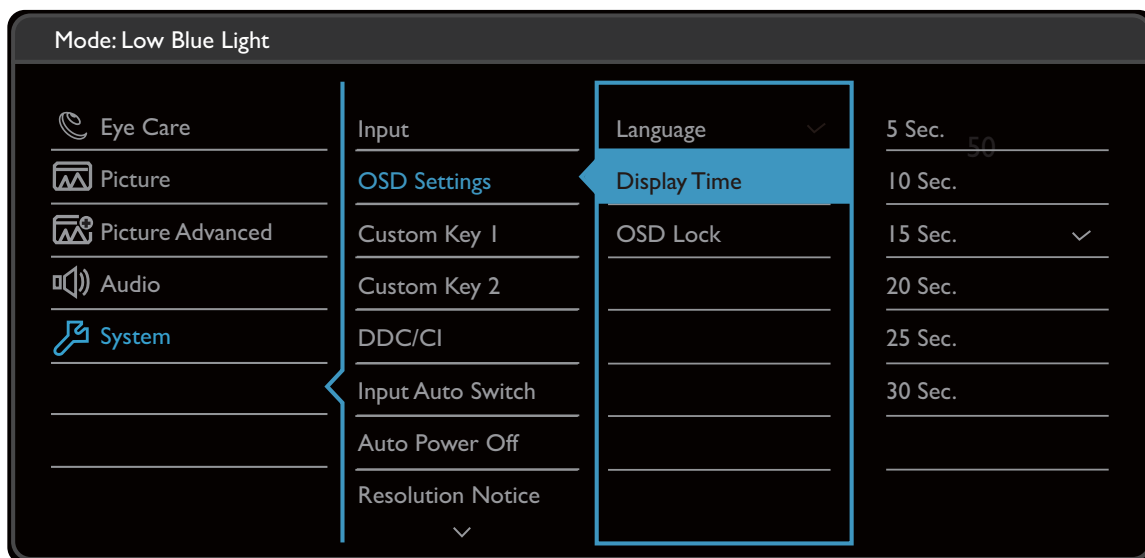 Mode: Low Blue Light
Eye Care
Picture
Picture Advanced
Audio
System
Input
OSD Settings
Custom Key 1
Custom Key 2
DDC/CI
Input Auto Switch
Auto Power Off
Resolution Notice
Language
Display Time
OSD Lock
5 Sec.
50
10 Sec.
15 Sec.
20 Sec.
25 Sec.
30 Sec.